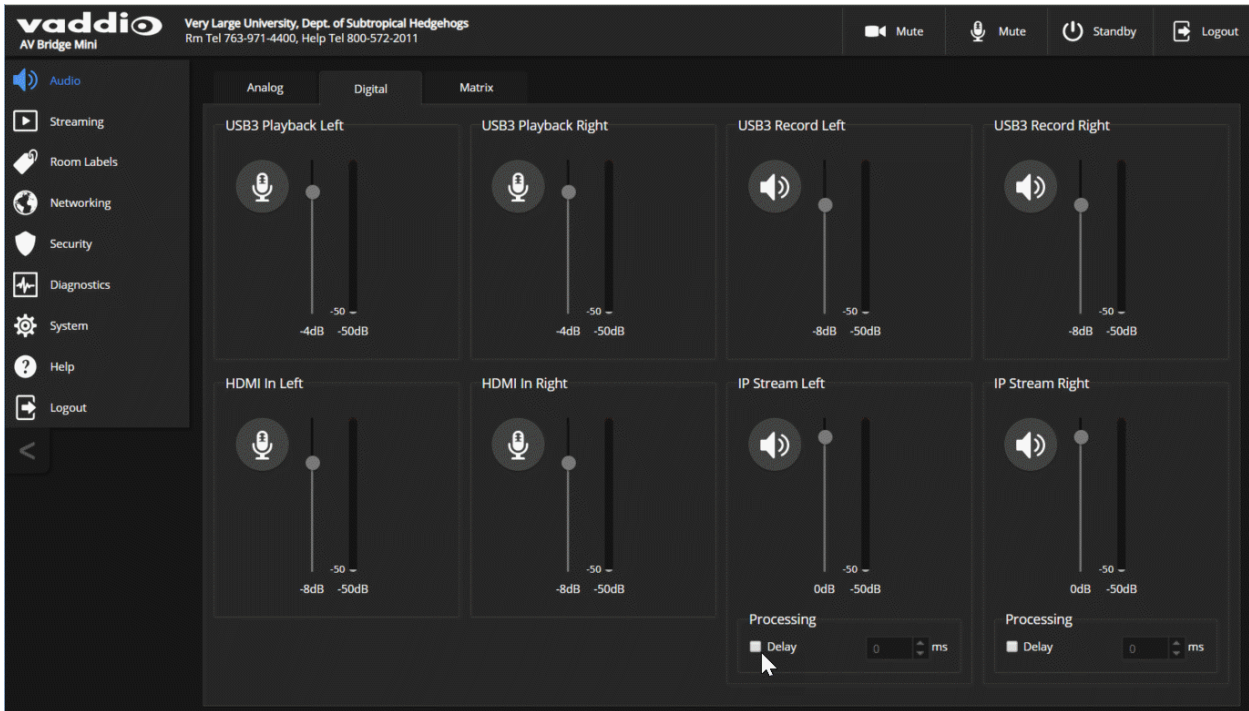 vaddio
AV Bridge Mini
Very Large University, Dept. of Subtropical Hedgehogs
Rm Tel 763-971-4400, Help Tel 800-572-2011
Mute
Mute
Standby
Logout
Audio
Streaming
Room Labels
Networking
Security
Diagnostics
System
?
Help
Logout
<
Analog
Digital
Matrix
USB3 Playback Left
-50
-4dB -50dB
USB3 Playback Right
-50
-4dB -50dB
USB3 Record Left
-50
-8dB -50dB
USB3 Record Right
-50
-8dB -50dB
HDMI In Left
-50
-8dB -50dB
HDMI In Right
-50
-8dB -50dB
IP Stream Left
-50
0dB -50dB
Processing
Delay 0 ms
IP Stream Right
-50
0dB -50dB
Processing
Delay 0 ms